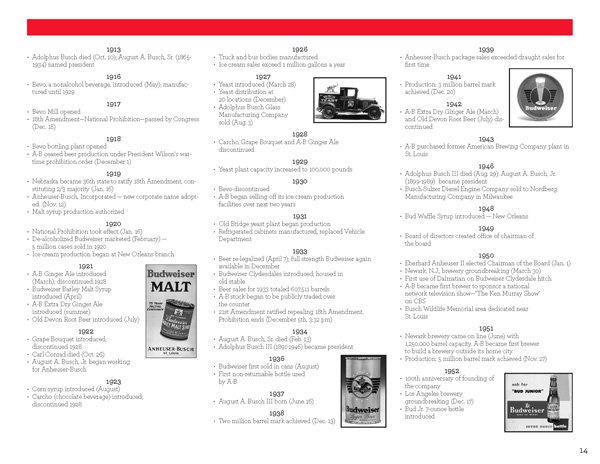 1913
• Adolphus Busch died (Oct. 10); August A. Busch, Sr. (1865-
1934) named president
1916
• Bevo, a nonalcohol beverage, introduced (May); manufac-
tured until 1929
1917
• Bevo Mill opened
• 18th Amendment—National Prohibition—passed by Congress
(Dec. 18)
1918
• Bevo bottling plant opened
• A-B ceased beer production under President Wilson's war-
time prohibition order (December 1)
1919
• Nebraska became 36th state to ratify 18th Amendment, con-
stituting 2/3 majority (Jan. 16)
• Anheuser-Busch, Incorporated — new corporate name adopt-
ed (Nov. 12)
• Malt syrup production authorized
1920
• National Prohibition took effect (Jan. 16)
• De-alcoholized Budweiser marketed (February) —
5 million cases sold in 1920
• Ice cream production began at New Orleans branch
1921
• A-B Ginger Ale introduced
(March); discontinued 1928
• Budweiser Barley Malt Syrup
introduced (April)
• A-B Extra Dry Ginger Ale
introduced (summer)
• Old Devon Root Beer introduced (July)
1922
• Grape Bouquet introduced;
discontinued 1928
• Carl Conrad died (Oct. 26)
• August A. Busch, Jr. began working
for Anheuser-Busch
1923
• Corn syrup introduced (August)
• Carcho (chocolate beverage) introduced;
discontinued 1928
Budweiser
MALT
Budweiser
MALT SYRUP
ANHEUSER-BUSCH
ST. LOUIS
1926
• Truck and bus bodies manufactured
• Ice cream sales exceed 1 million gallons a year
1927
• Yeast introduced (March 28)
• Yeast distribution at
20 locations (December)
• Adolphus Busch Glass
Manufacturing Company
sold (Aug. 3)
1928
• Carcho, Grape Bouquet and A-B Ginger Ale
discontinued
1929
• Yeast plant capacity increased to 100,000 pounds
1930
• Bevo discontinued
• A-B began selling off its ice cream production
facilities over next two years
1931
• Old Bridge yeast plant began production
• Refrigerated cabinets manufactured, replaced Vehicle
Department
1933
• Beer re-legalized (April 7); full strength Budweiser again
available in December
• Budweiser Clydesdales introduced; housed in
old stable
• Beer sales for 1933 totaled 607,511 barrels
• A-B stock began to be publicly traded over
the counter
• 21st Amendment ratified repealing 18th Amendment,
Prohibition ends (December 5th, 3:32 pm)
1934
• August A. Busch, Sr. died (Feb. 13)
• Adolphus Busch III (1891-1946) became president
1936
• Budweiser first sold in cans (August)
• First non-returnable bottle used
by A-B
1937
• August A. Busch III born (June 16)
1938
• Two million barrel mark achieved (Dec. 13)
Budweiser
1939
• Anheuser-Busch package sales exceeded draught sales for
first time
1941
• Production: 3 million barrel mark
achieved (Dec. 20)
1942
• A-B Extra Dry Ginger Ale (March)
and Old Devon Root Beer (July) dis-
continued
Budweiser
1943
• A-B purchased former American Brewing Company plant in
St. Louis
1946
• Adolphus Busch III died (Aug. 29); August A. Busch, Jr.
(1899-1989) became president
• Busch-Sulzer Diesel Engine Company sold to Nordberg
Manufacturing Company in Milwaukee
1948
• Bud Waffle Syrup introduced — New Orleans
1949
• Board of directors created office of chairman of
the board
1950
• Eberhard Anheuser II elected Chairman of the Board (Jan. 1)
• Newark, N.J., brewery groundbreaking (March 30)
• First use of Clydesdale hitch on Budweiser label
• A-B became first brewer to sponsor a national
network television show—"The Ken Murray Show"
on CBS
• Busch Wildlife Memorial area dedicated near
St. Louis
1951
• Newark brewery came on line (June) with
1,250,000 barrel capacity. A-B became first brewer
to build a brewery outside its home city
• Production: 5 million barrel mark achieved (Nov. 27)
1952
• 100th anniversary of founding of
the company
• Los Angeles brewery
groundbreaking (Dec. 17)
• Bud Jr. 7-ounce bottle
introduced
ask for
"BUD JUNIOR"
Budweiser
SEVEN OUNCE bottle
14